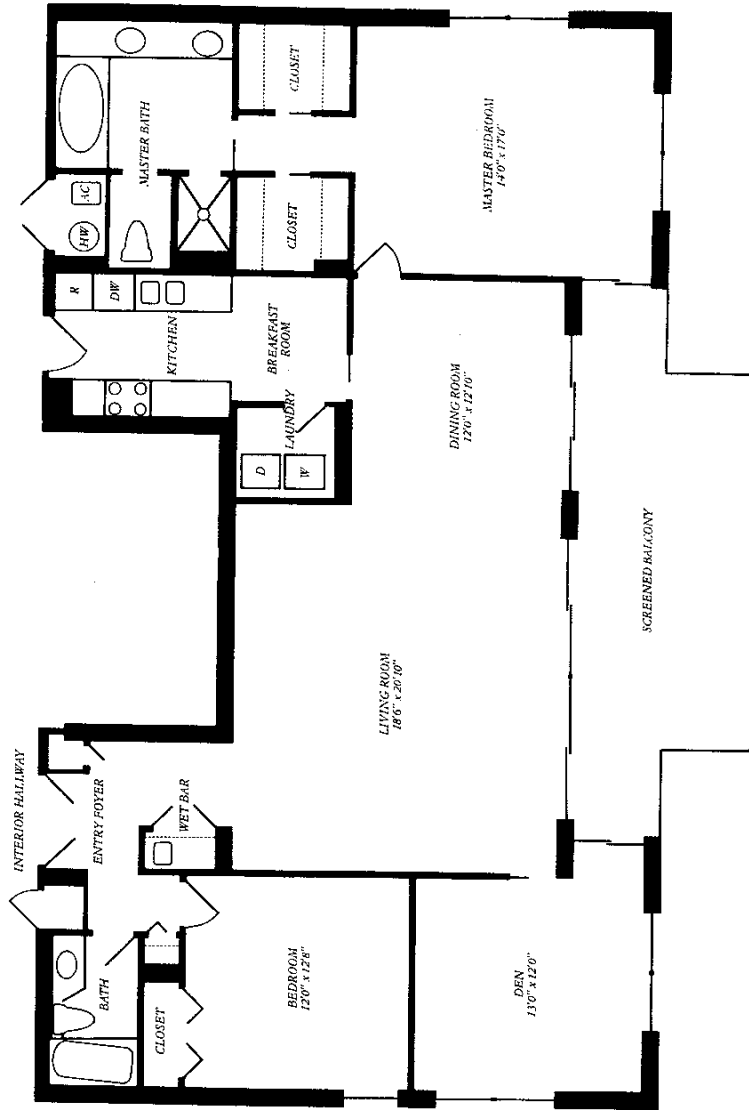 INTERIOR HALLWAY
ENTRY FOYER
BATH
CLOSET
WET BAR
BEDROOM
12'0" x 12'8"
DEN
13'0" x 12'0"
LIVING ROOM
18'6" x 20'10"
SCREENED BALCONY
DINING ROOM
12'0" x 12'10"
LAUNDRY
D
W
BREAKFAST
ROOM
KITCHEN
R
DW
HW
AC
MASTER BATH
CLOSET
CLOSET
MASTER BEDROOM
14'0" x 17'0"